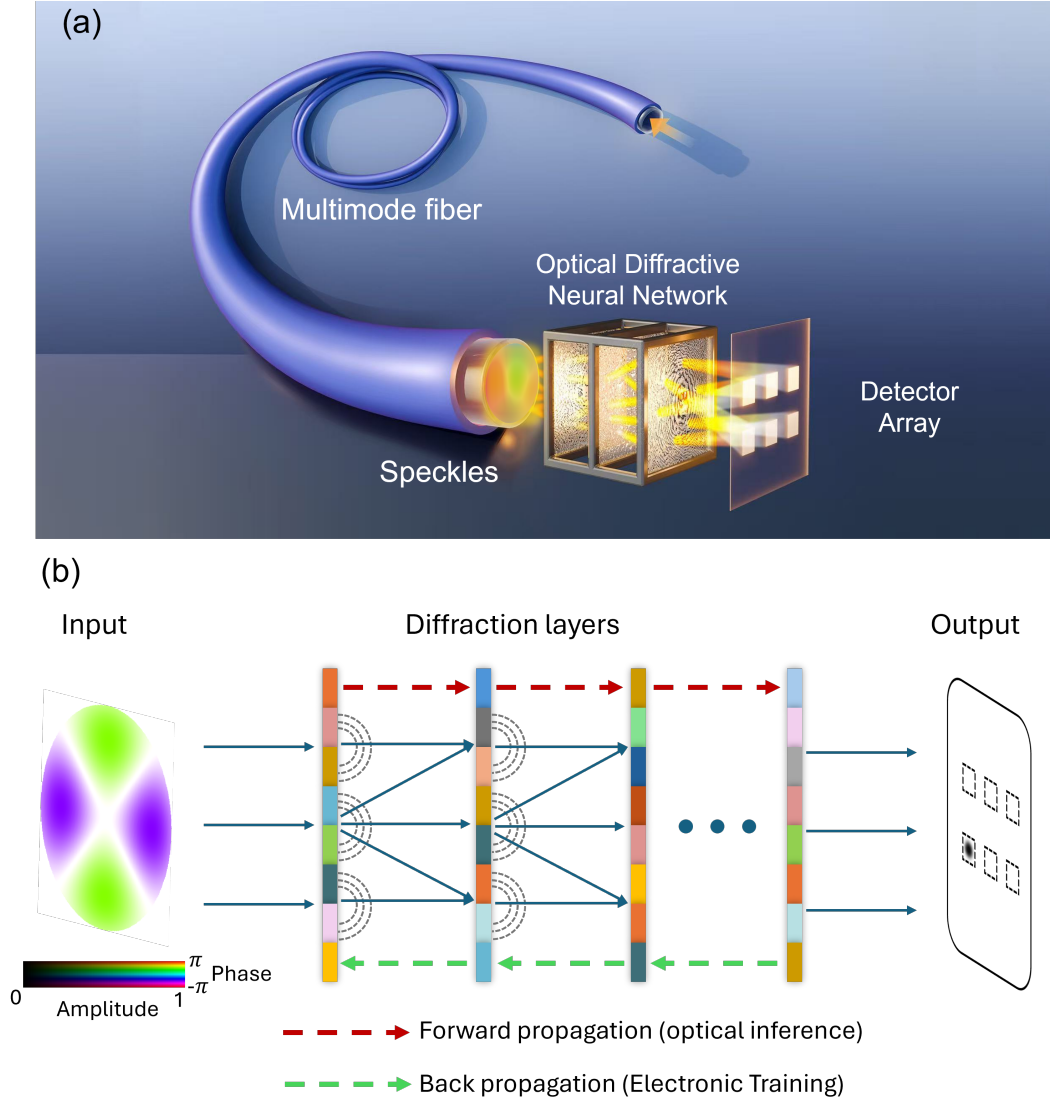 (a)
Multimode fiber
Optical Diffractive
Neural Network
Detector
Array
Speckles
(b)
Input
Diffraction layers
Output
π
-π
Phase
0
Amplitude
1
Forward propagation (optical inference)
Back propagation (Electronic Training)